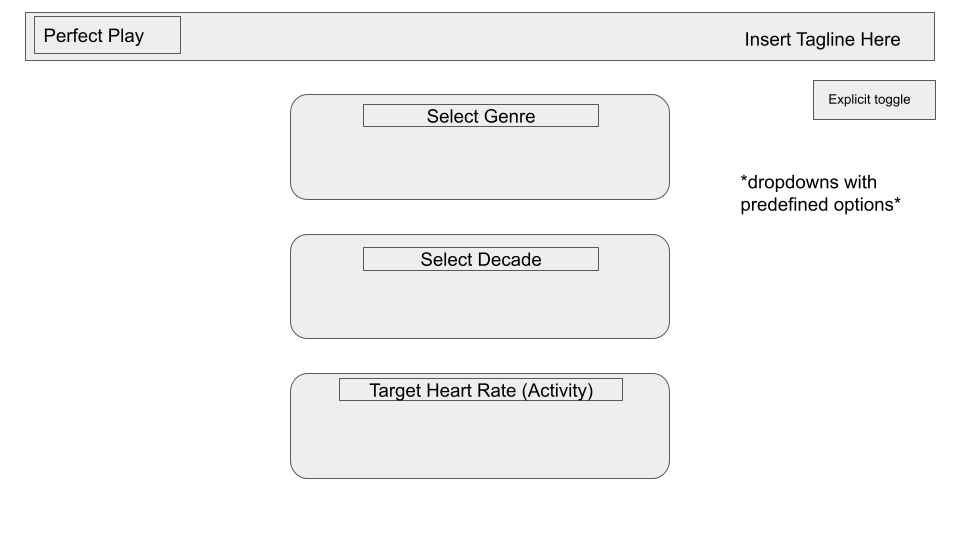 Perfect Play
Insert Tagline Here
Explicit toggle
Select Genre
*dropdowns with
predefined options*
Select Decade
Target Heart Rate (Activity)